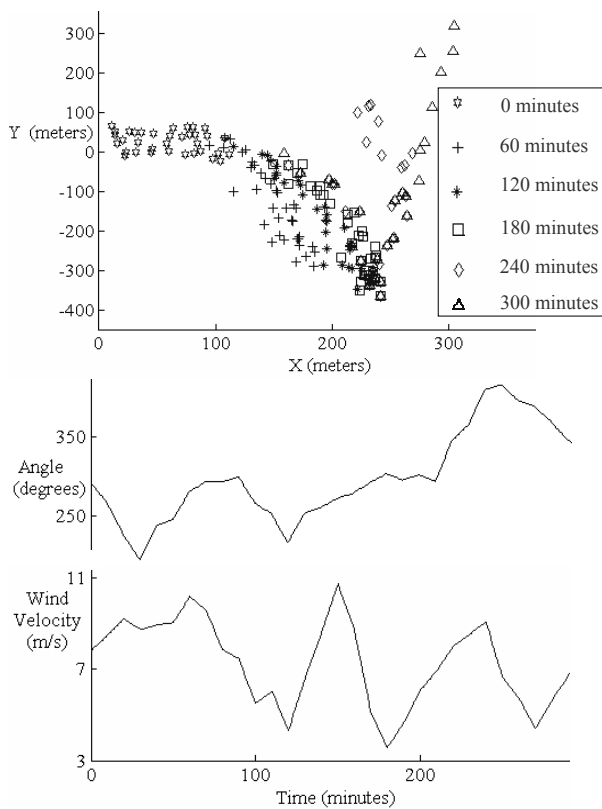 300
200
100
Y (meters)
0
-100
-200
-300
-400
0 100 200 300
X (meters)
0 minutes
60 minutes
120 minutes
180 minutes
240 minutes
300 minutes
350
Angle
(degrees)
250
11
Wind
Velocity
(m/s)
7
3
0 100 200
Time (minutes)